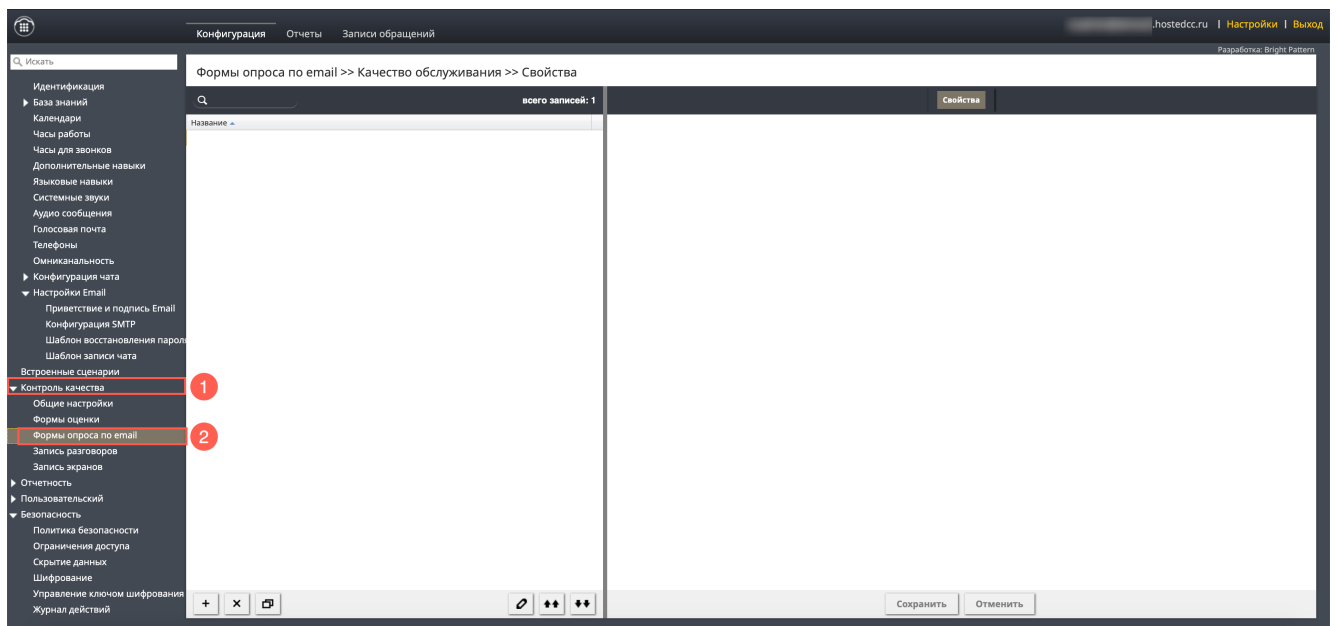 Конфигурация Отчеты Записи обращений
.hostedcc.ru | Настройки | Выход
Разработка: Bright Pattern
Искать
Идентификация
База знаний
Календари
Часы работы
Часы для звонков
Дополнительные навыки
Языковые навыки
Системные звуки
Аудио сообщения
Голосовая почта
Телефоны
Омниканальность
Конфигурация чата
Настройки Email
Приветствие и подпись Email
Конфигурация SMTP
Шаблон восстановления
Шаблон записи чата
Встроенные сценарии
Контроль качества
1
Общие настройки
Формы оценки
Формы опроса по email
2
Запись разговоров
Запись экранов
Отчетность
Пользовательский
Безопасность
Политика безопасности
Ограничения доступа
Скрытие данных
Шифрование
Управление ключом шифрования
Журнал действий
Формы опроса по email >> Качество обслуживания >> Свойства
всего записей: 1
Свойства
Название
Сохранить Отменить